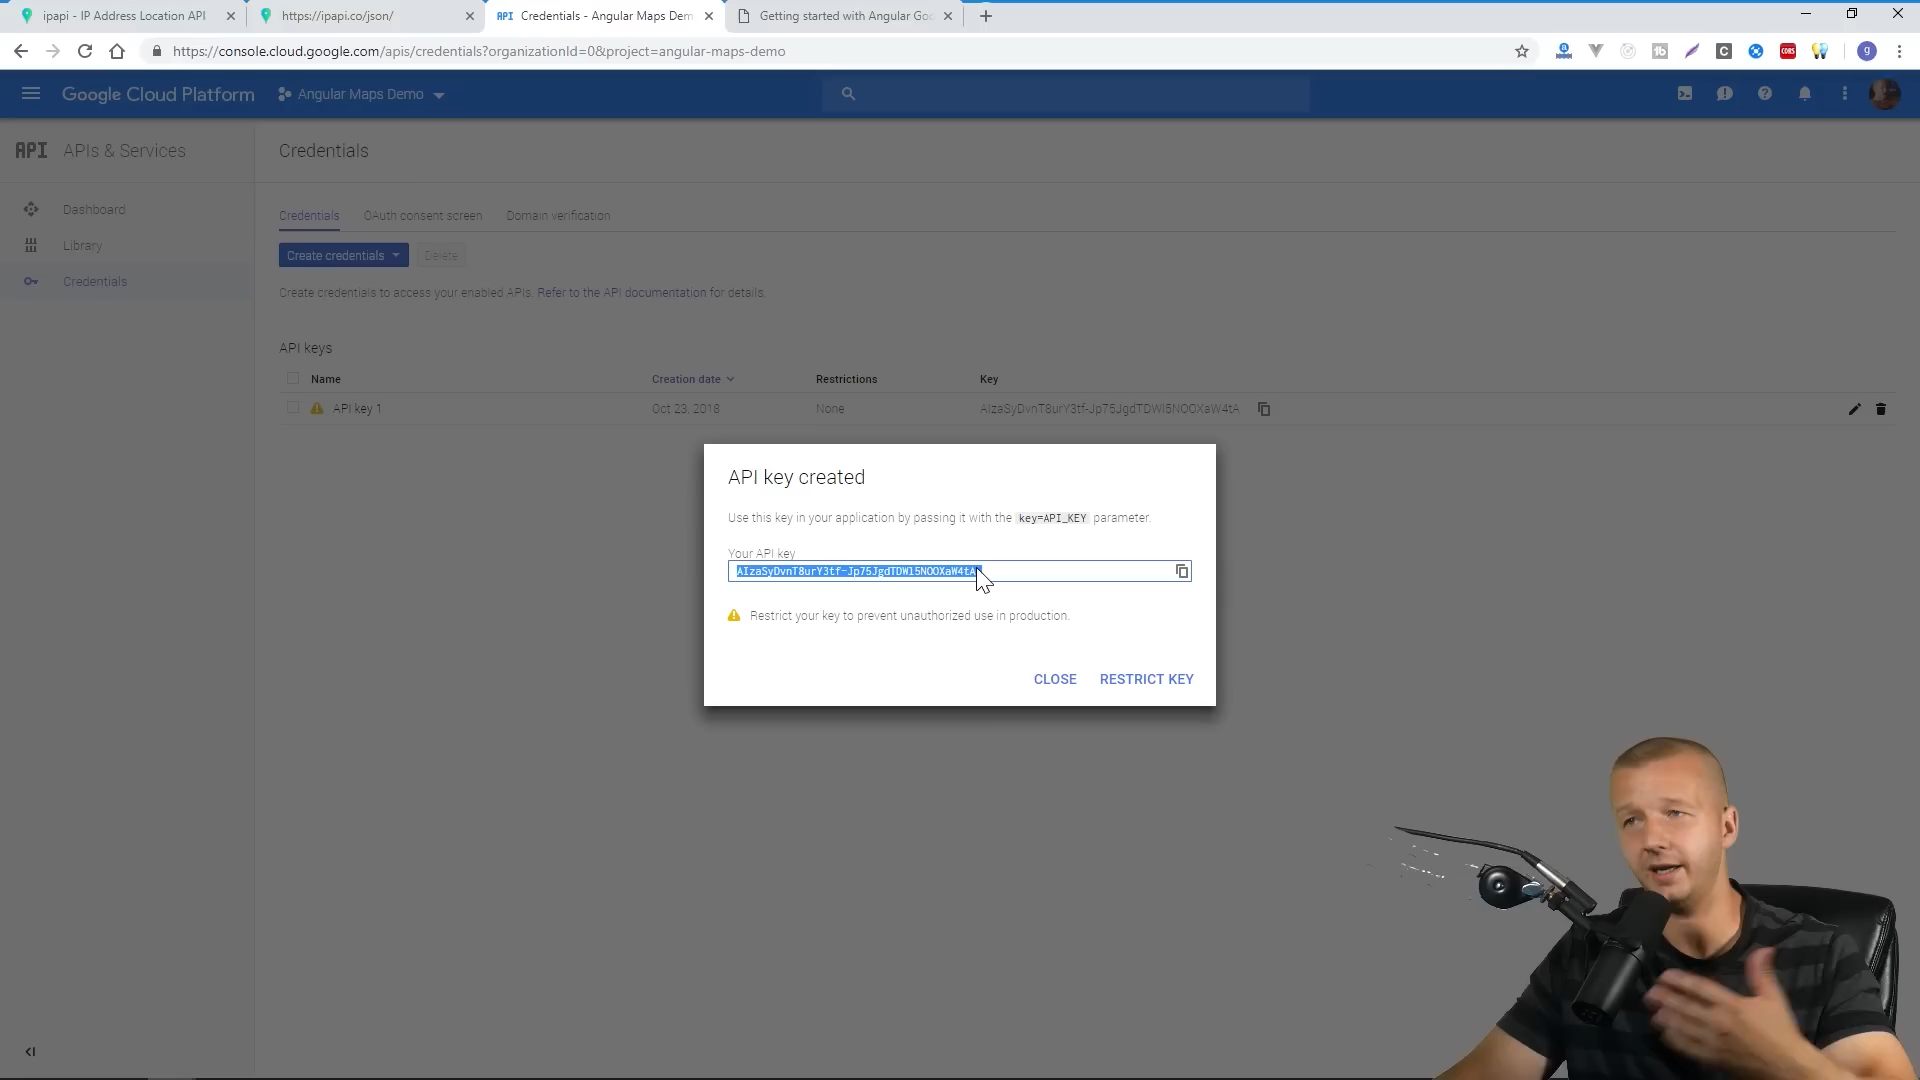 ipapi - IP Address Location API
https://ipapi.co/json/
API Credentials - Angular Maps Dem
Getting started with Angular Goo
https://console.cloud.google.com/apis/credentials?organizationId=0&project=angular-maps-demo
Google Cloud Platform
Angular Maps Demo
API APIs & Services
Credentials
Dashboard
Library
Credentials
Credentials OAuth consent screen Domain verification
Create credentials Delete
Create credentials to access your enabled APIs. Refer to the API documentation for details.
API keys
Name Creation date Restrictions Key
API key 1 Oct 23, 2018 None AIzaSyDvnT8urY3tf-Jp75JgdTDWl5NOOXaW4tA
API key created
Use this key in your application by passing it with the key=API_KEY parameter.
Your API key
AIzaSyDvnT8urY3tf-Jp75JgdTDWl5NOOXaW4tA
Restrict your key to prevent unauthorized use in production.
CLOSE RESTRICT KEY